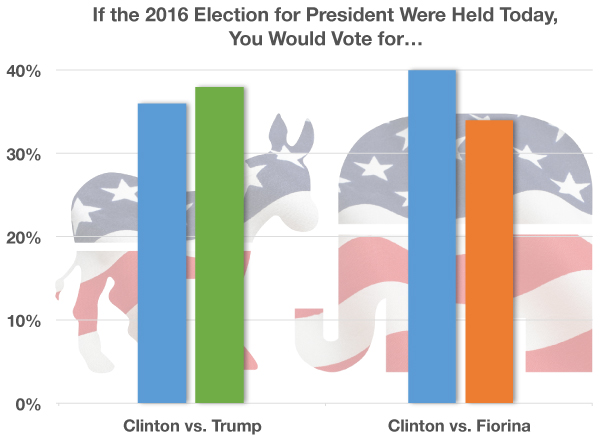 If the 2016 Election for President Were Held Today,
You Would Vote for…
40%
30%
20%
10%
0%
Clinton vs. Trump
Clinton vs. Fiorina